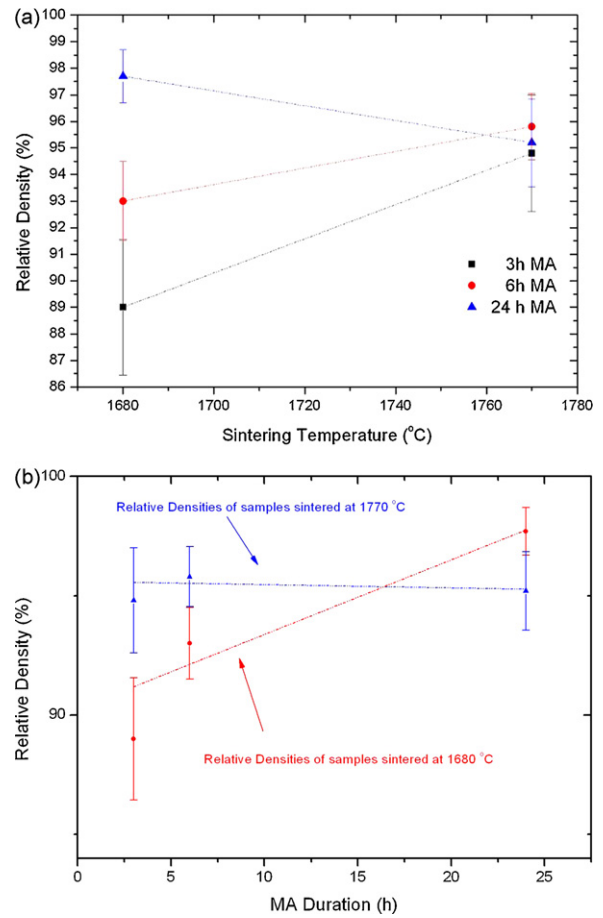 (a)
98
97
96
95
94
93
92
91
90
89
88
87
86
Relative Density (%)
3h MA
6h MA
24 h MA
1680
1700
1720
1740
1760
1780
Sintering Temperature (°C)
(b)
100
90
Relative Density (%)
Relative Densities of samples sintered at 1770 °C
Relative Densities of samples sintered at 1680 °C
0
5
10
15
20
25
MA Duration (h)